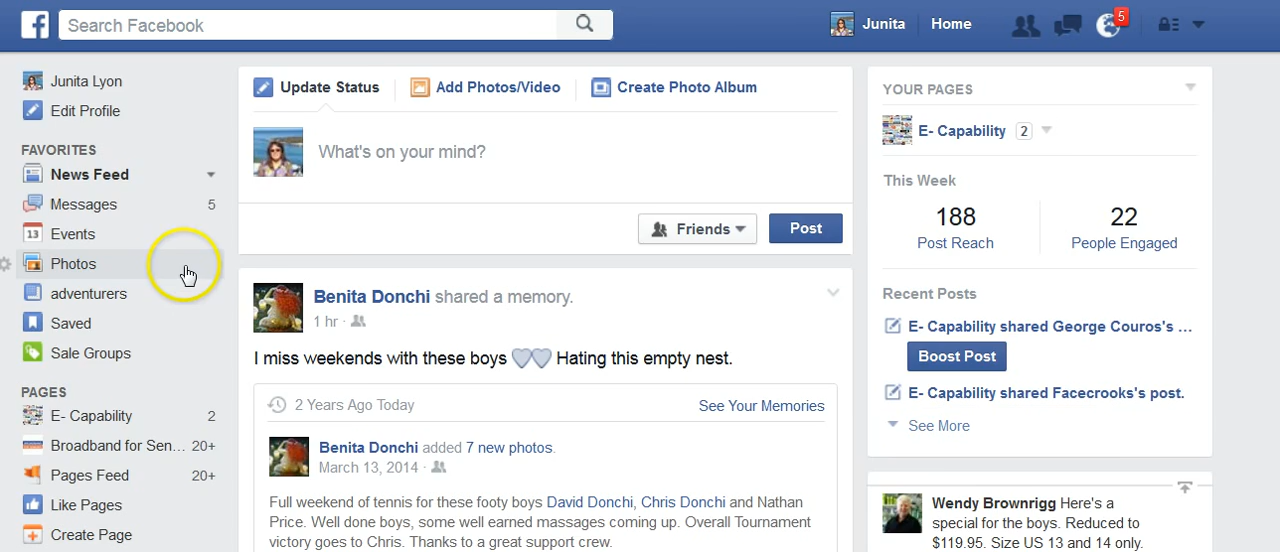 f
Search Facebook
Junita
Home
5
Junita Lyon
Edit Profile
FAVORITES
News Feed
Messages 5
13 Events
Photos
adventurers
Saved
Sale Groups
PAGES
E- Capability 2
Broadband for Sen... 20+
Pages Feed 20+
Like Pages
Create Page
Update Status
Add Photos/Video
Create Photo Album
What's on your mind?
Friends
Post
Benita Donchi shared a memory.
1 hr ·
I miss weekends with these boys 💙💙 Hating this empty nest.
2 Years Ago Today
See Your Memories
Benita Donchi added 7 new photos.
March 13, 2014 ·
Full weekend of tennis for these footy boys David Donchi, Chris Donchi and Nathan
Price. Well done boys, some well earned massages coming up. Overall Tournament
victory goes to Chris. Thanks to a great support crew.
YOUR PAGES
E- Capability 2
This Week
188
Post Reach
22
People Engaged
Recent Posts
E- Capability shared George Couros's ...
Boost Post
E- Capability shared Facecrooks's post.
See More
Wendy Brownrigg Here's a
special for the boys. Reduced to
$119.95. Size US 13 and 14 only.